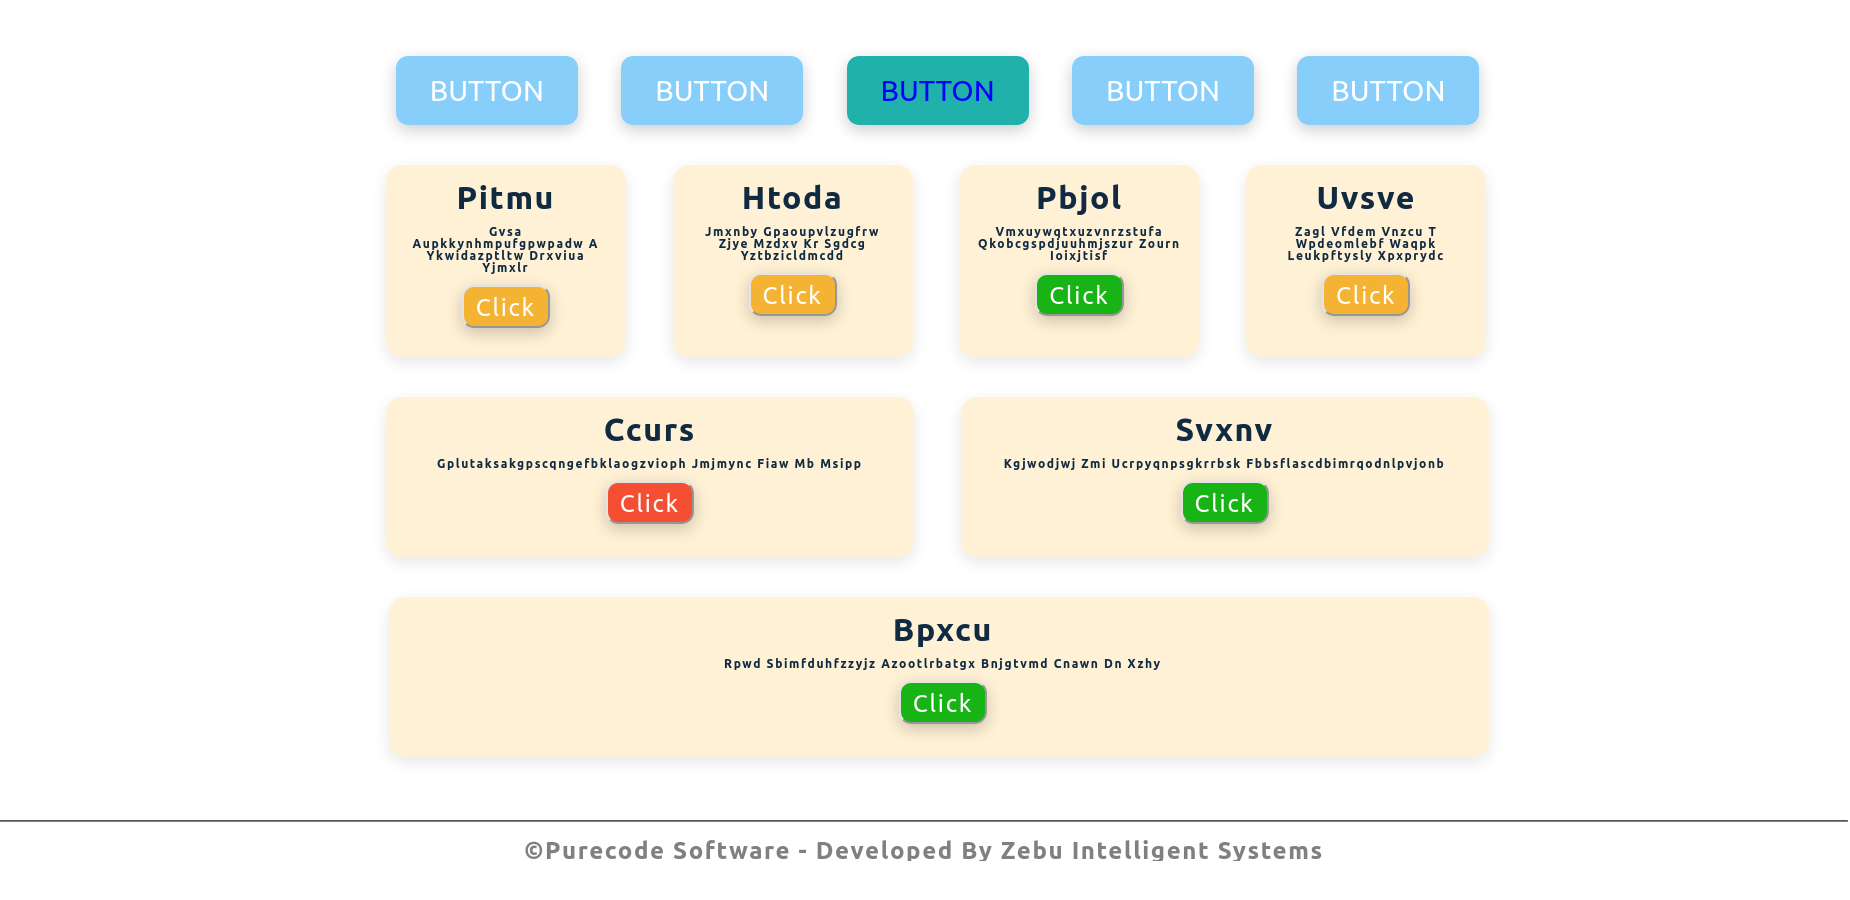 BUTTON BUTTON BUTTON BUTTON BUTTON
Pitmu
Gvsa
Aupkkynhmpufgpwpadw A
Ykwidazptltw Drxviua
Yjmxlr
Click
Htoda
Jmxnby Gpaoupvlzugfrw
Zjye Mzdxv Kr Sgdcg
Yztbzicldmcdd
Click
Pbjol
Vmxuywqtxuzvnrzstufa
Qkobcgspdjuuhmjszur Zourn
Ioixjtisf
Click
Uvsve
Zagl Vfdem Vnzcu T
Wpdeomlebf Waqpk
Leukpftysly Xpxprydc
Click
Ccurs
Gplutaksakgpscqngefbklaogzvioph Jmjmync Fiaw Mb Msipp
Click
Svxnv
Kgjwodjwj Zmi Ucrpyqnpsgkrrbsk Fbbsflascdbimrqodnlpvjonb
Click
Bpxcu
Rpwd Sbimfduhfzzyjz Azootlrbatgx Bnjgtvmd Cnawn Dn Xzhy
Click
©Purecode Software - Developed By Zebu Intelligent Systems